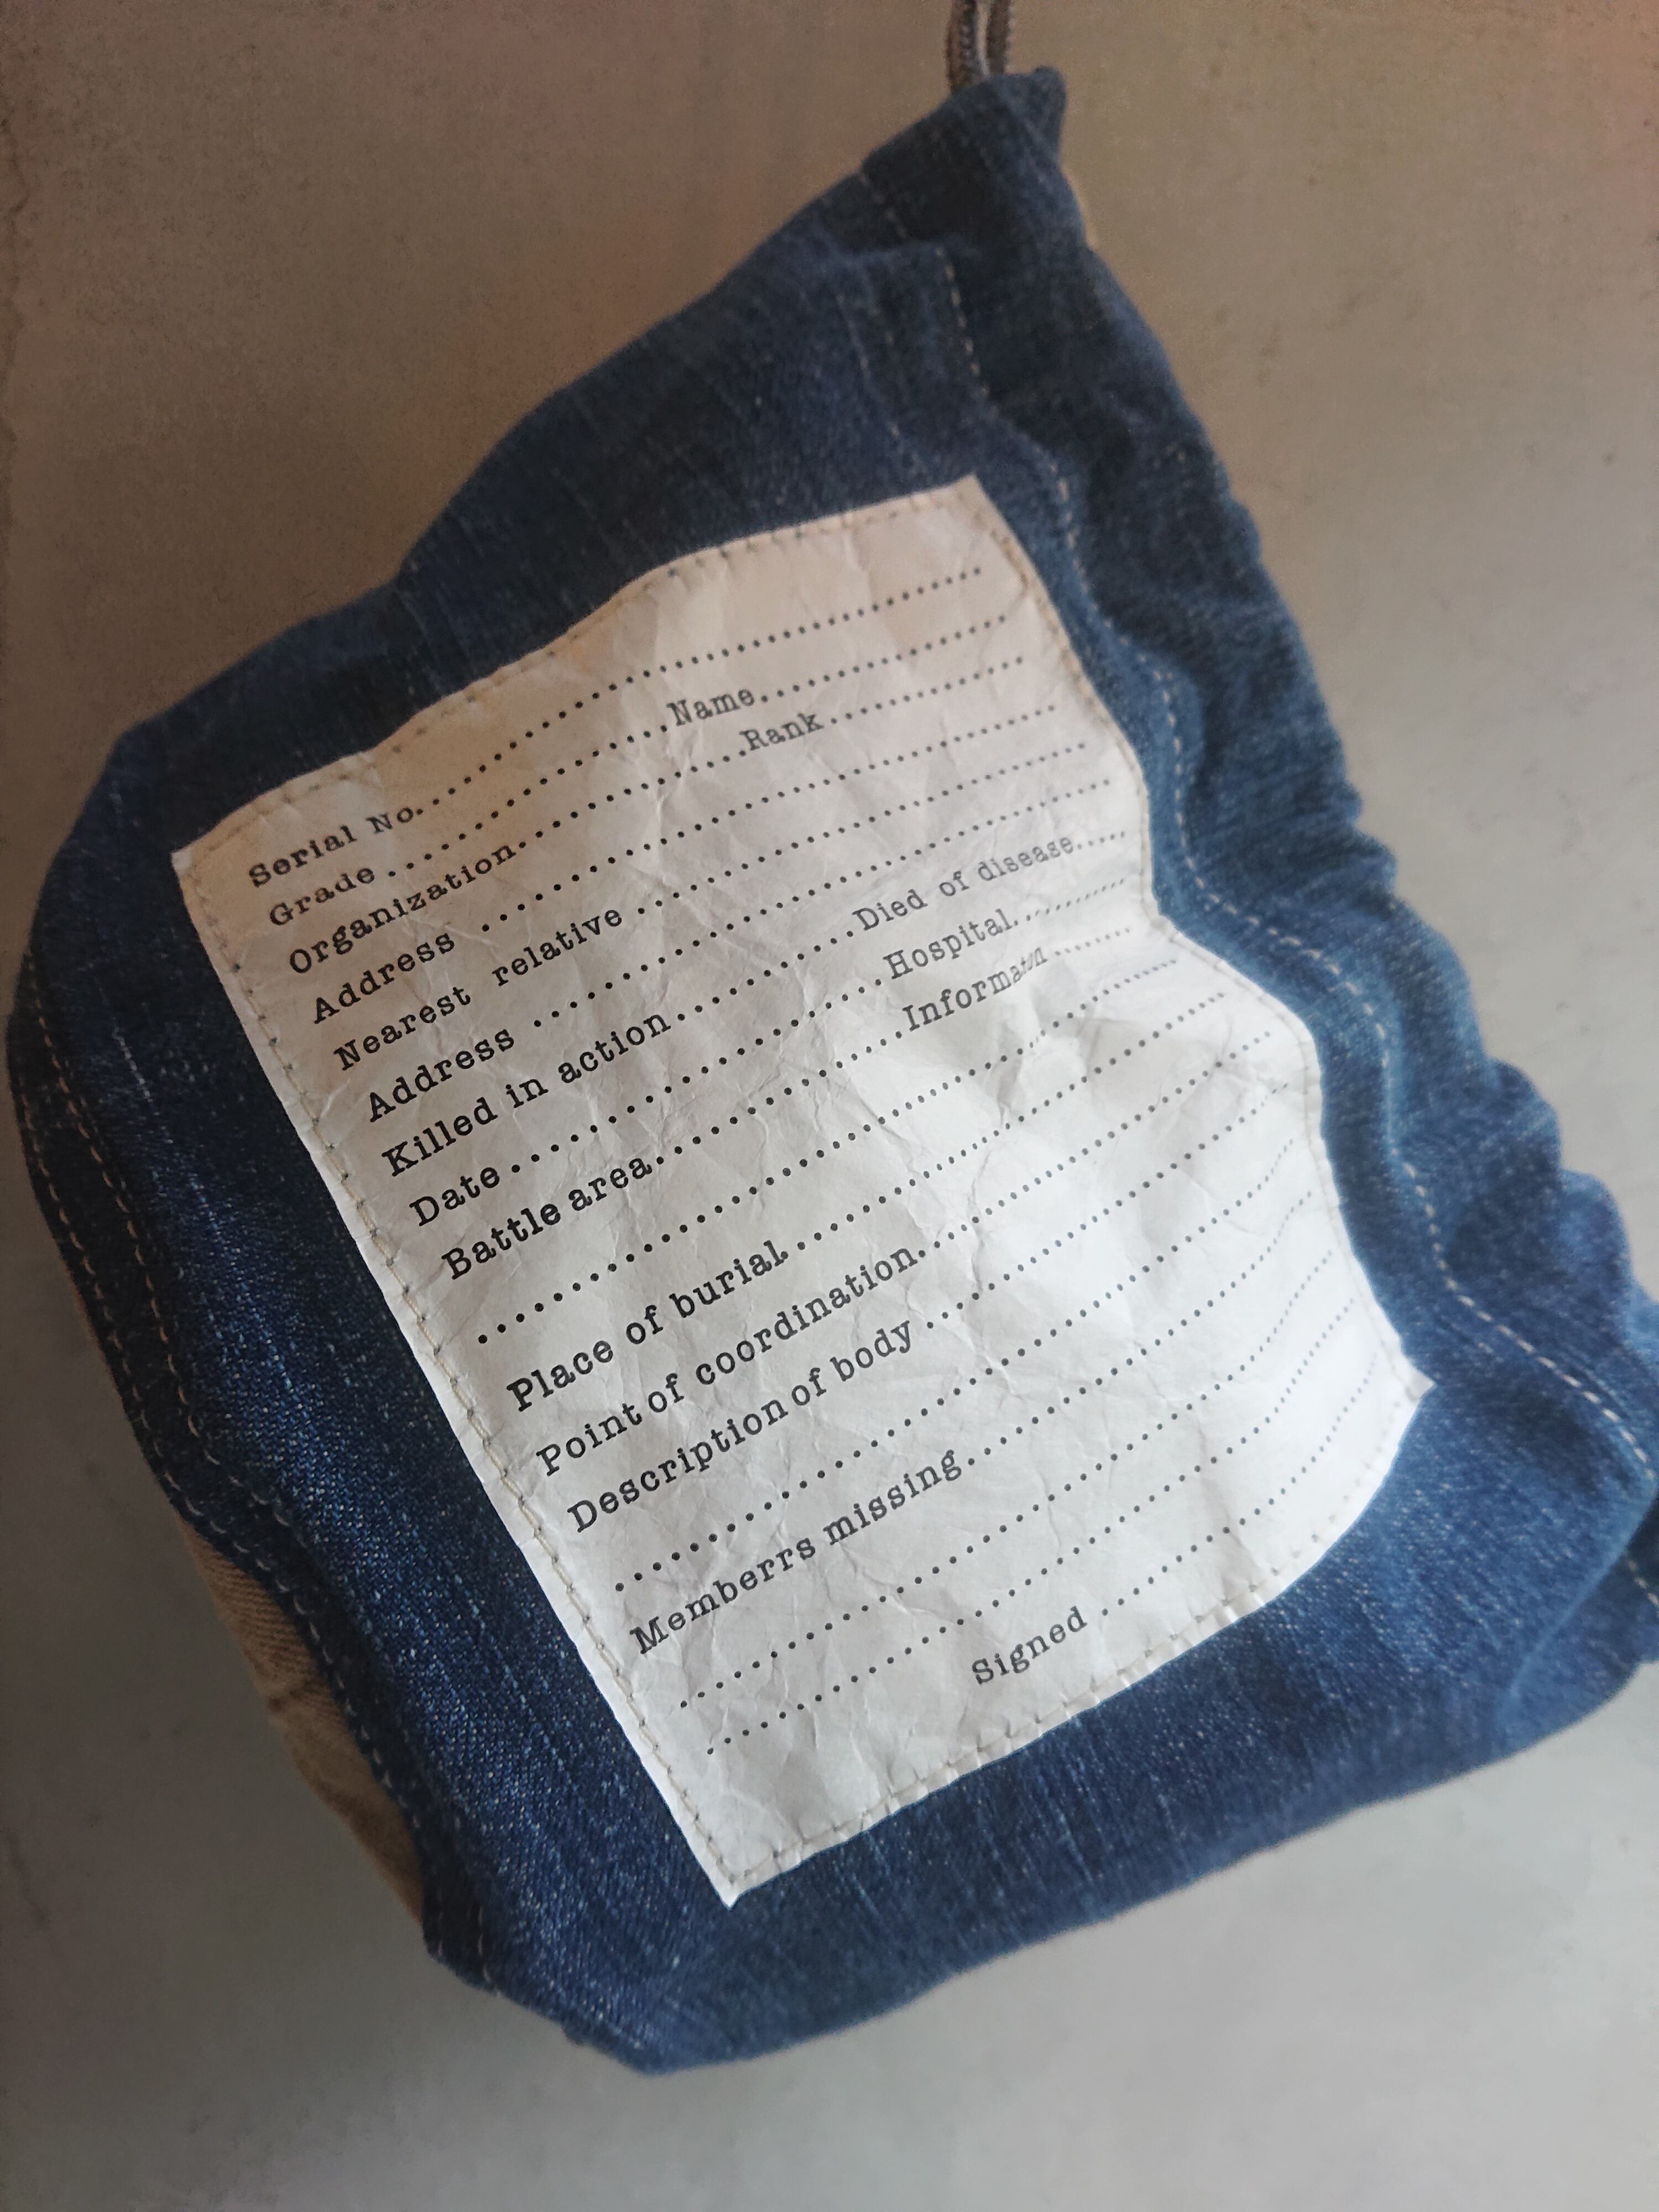 Serial No......................................................
Grade..............................Name..........................
Organization......................Rank.....................
Address ......................................................
Nearest relative ..........................................
Address ......................................................
Killed in action................Died of disease.....
Date................................Hospital.............
Battle area......................Information.........
......................................................................
Place of burial..............................................
Point of coordination......................................
Description of body ......................................
......................................................................
Memberrs missing.........................................
......................................................................
......................................................................
Signed ..............................